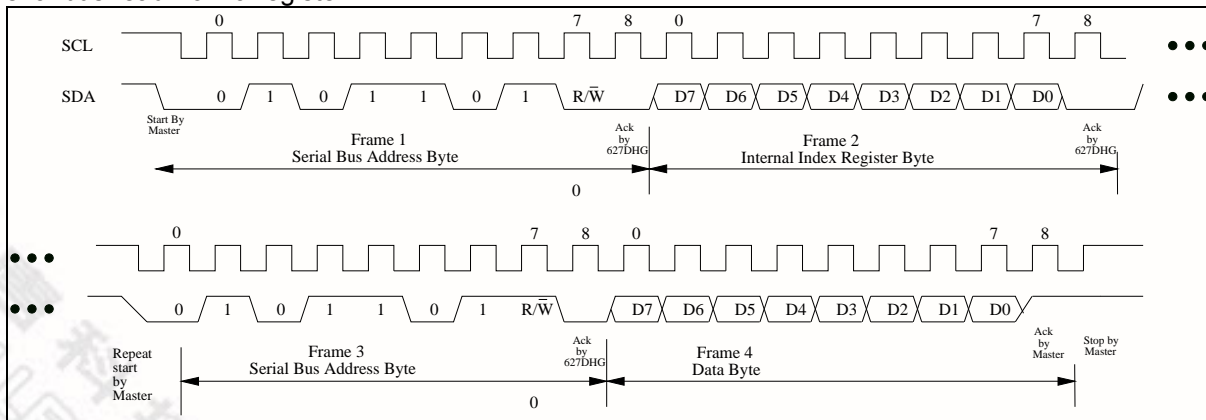 0 7 8 0 7 8
SCL
SDA 0 1 0 1 1 0 1 R/W̅ D7 D6 D5 D4 D3 D2 D1 D0
Start By
Master
Frame 1
Serial Bus Address Byte
Ack
by
627DHG
Frame 2
Internal Index Register Byte
Ack
by
627DHG
0
0 7 8 0 7 8
0 1 0 1 1 0 1 R/W̅ D7 D6 D5 D4 D3 D2 D1 D0
Repeat
start
by
Master
Frame 3
Serial Bus Address Byte
Ack
by
627DHG
Frame 4
Data Byte
Ack
by
Master
Stop by
Master
0